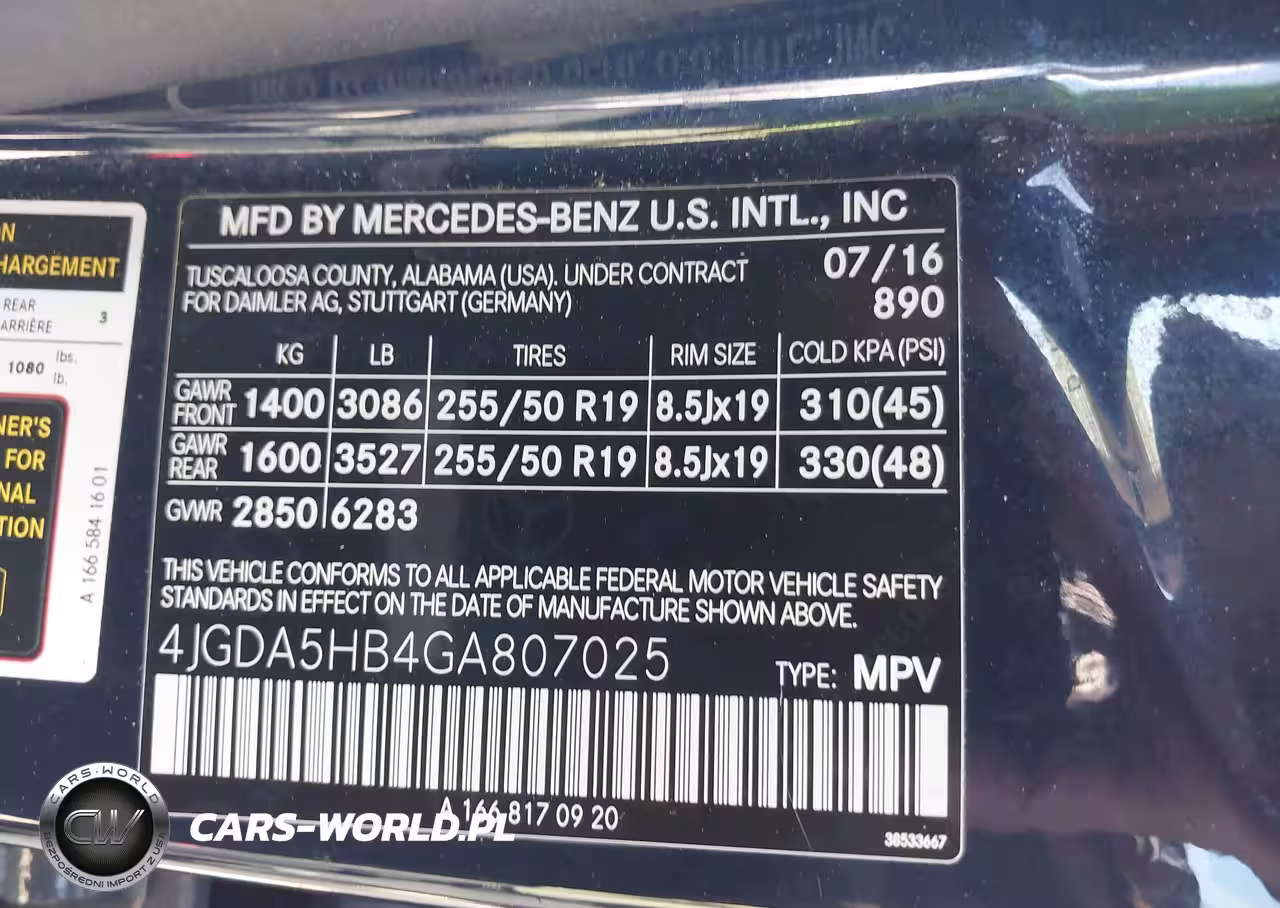 MFD BY MERCEDES-BENZ U.S. INTL., INC
TUSCALOOSA COUNTY, ALABAMA (USA). UNDER CONTRACT
FOR DAIMLER AG, STUTTGART (GERMANY)
07/16
890
KG LB TIRES RIM SIZE COLD KPA (PSI)
GAWR FRONT 1400 3086 255/50 R19 8.5Jx19 310(45)
GAWR REAR 1600 3527 255/50 R19 8.5Jx19 330(48)
GVWR 2850 6283
THIS VEHICLE CONFORMS TO ALL APPLICABLE FEDERAL MOTOR VEHICLE SAFETY
STANDARDS IN EFFECT ON THE DATE OF MANUFACTURE SHOWN ABOVE.
4JGDA5HB4GA807025
TYPE: MPV
A 166 817 09 20
38533667
REAR 3
ARRIÈRE
1080 lbs.
lb.
FOR
A 166 584 16 01
CARS-WORLD
CW
BEZPOŚREDNI IMPORT Z USA
CARS-WORLD.PL